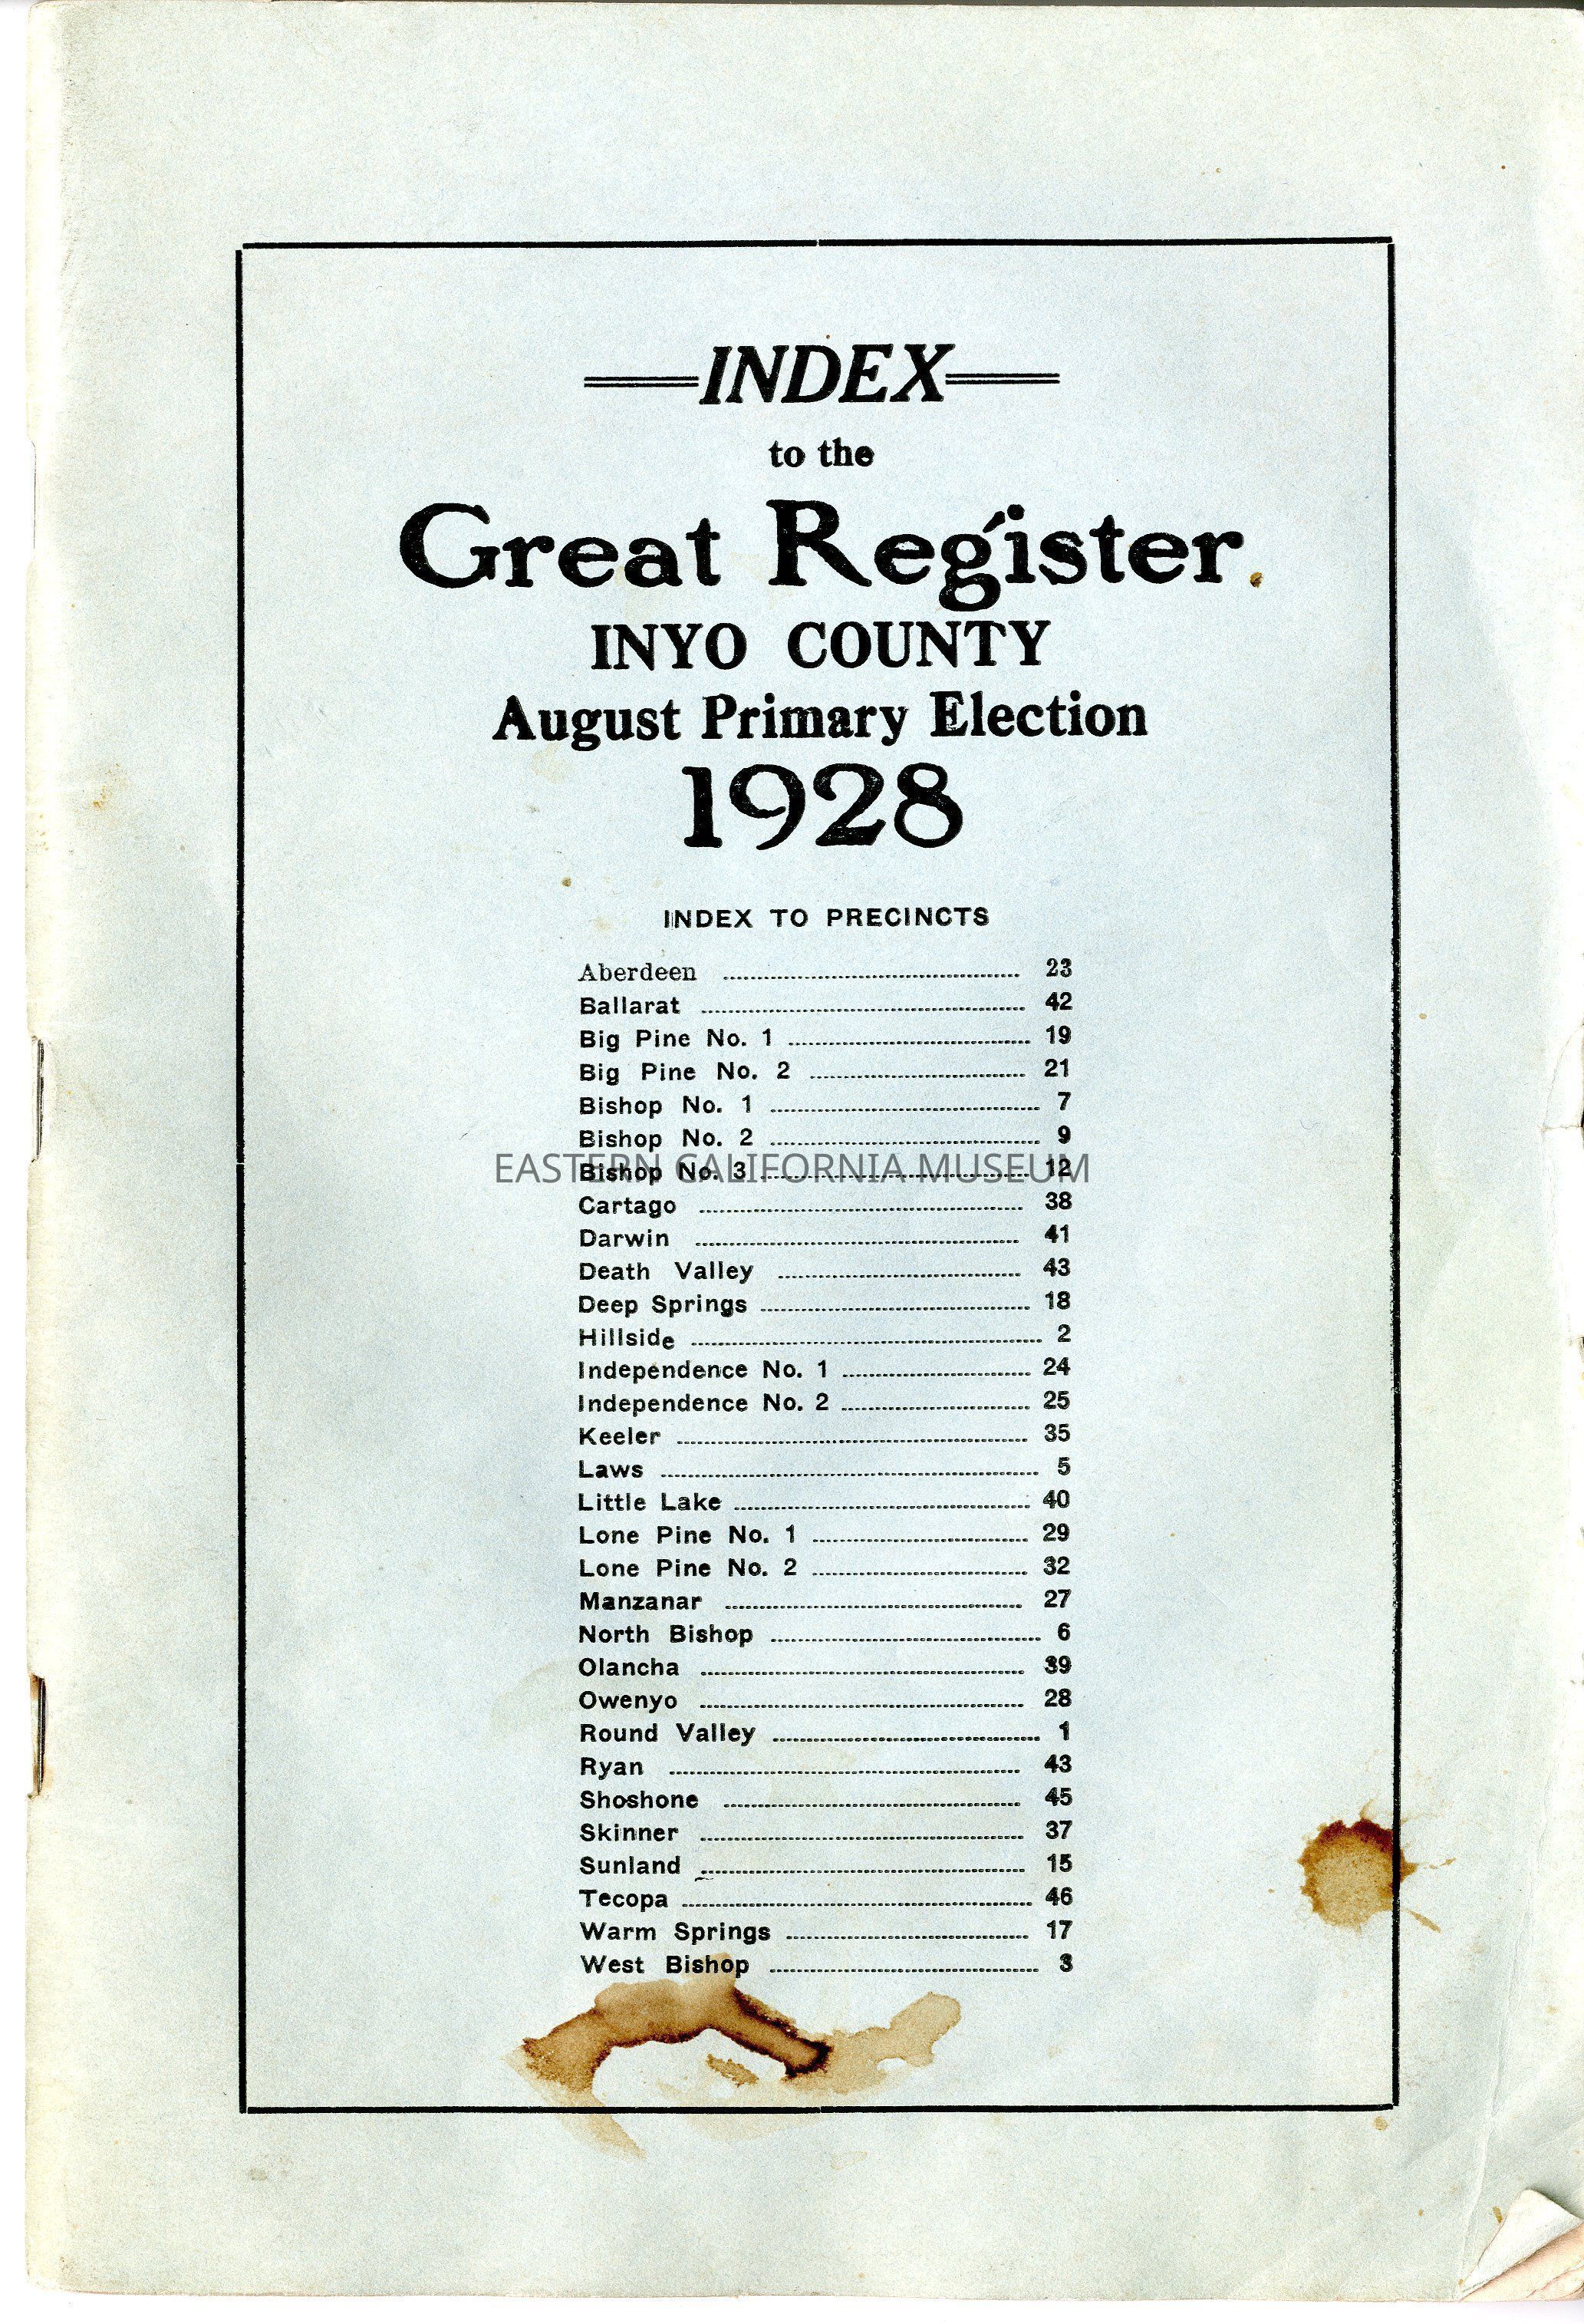 INDEX
to the
Great Register
INYO COUNTY
August Primary Election
1928
INDEX TO PRECINCTS
Aberdeen 23
Ballarat 42
Big Pine No. 1 19
Big Pine No. 2 21
Bishop No. 1 7
Bishop No. 2 9
EASTERN CALIFORNIA MUSEUM
Bishop No. 3 12
Cartago 38
Darwin 41
Death Valley 43
Deep Springs 18
Hillside 2
Independence No. 1 24
Independence No. 2 25
Keeler 35
Laws 5
Little Lake 40
Lone Pine No. 1 29
Lone Pine No. 2 32
Manzanar 27
North Bishop 6
Olancha 39
Owenyo 28
Round Valley 1
Ryan 43
Shoshone 45
Skinner 37
Sunland 15
Tecopa 46
Warm Springs 17
West Bishop 3